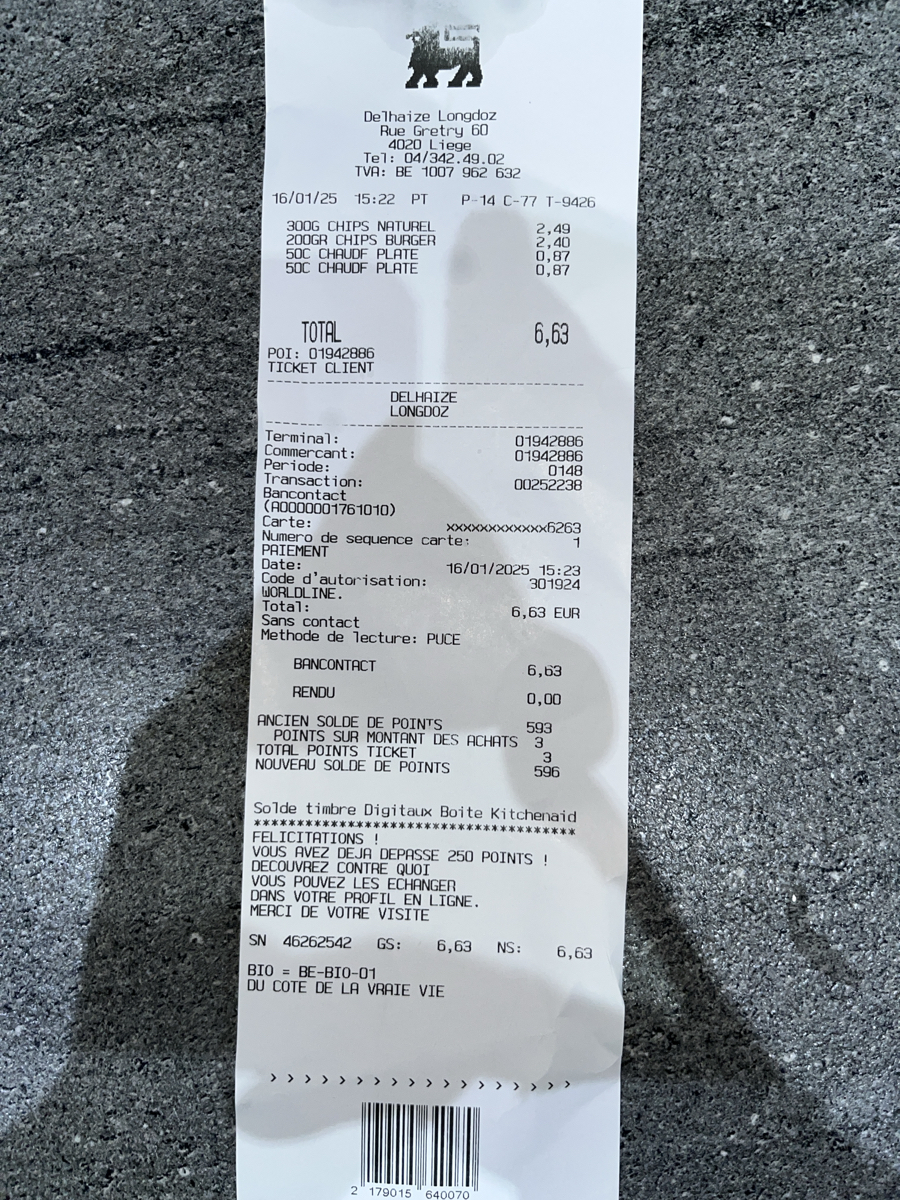 Delhaize Longdoz
Rue Gretry 60
4020 Liege
Tel: 04/342.49.02
TVA: BE 1007 962 632
16/01/25 15:22 PT P-14 C-77 T-9426
300G CHIPS NATUREL 2,49
200GR CHIPS BURGER 2,40
50C CHAUDF PLATE 0,87
50C CHAUDF PLATE 0,87
TOTAL 6,63
POI: 01942886
TICKET CLIENT
DELHAIZE
LONGDOZ
Terminal: 01942886
Commercant: 01942886
Periode: 0148
Transaction: 00252238
Bancontact
(A0000001761010)
Carte: xxxxxxxxxxxxx6263
Numero de sequence carte: 1
PAIEMENT
Date: 16/01/2025 15:23
Code d'autorisation: 301924
WORLDLINE.
Total: 6,63 EUR
Sans contact
Methode de lecture: PUCE
BANCONTACT 6,63
RENDU 0,00
ANCIEN SOLDE DE POINTS 593
POINTS SUR MONTANT DES ACHATS 3
TOTAL POINTS TICKET 3
NOUVEAU SOLDE DE POINTS 596
Solde timbre Digitaux Boite Kitchenaid
*************************************
FELICITATIONS !
VOUS AVEZ DEJA DEPASSE 250 POINTS !
DECOUVREZ CONTRE QUOI
VOUS POUVEZ LES ECHANGER
DANS VOTRE PROFIL EN LIGNE.
MERCI DE VOTRE VISITE
SN 46262542 GS: 6,63 NS: 6,63
BIO = BE-BIO-01
DU COTE DE LA VRAIE VIE
> > > > > > > > > > > > > > > > > >
2 179015 640070